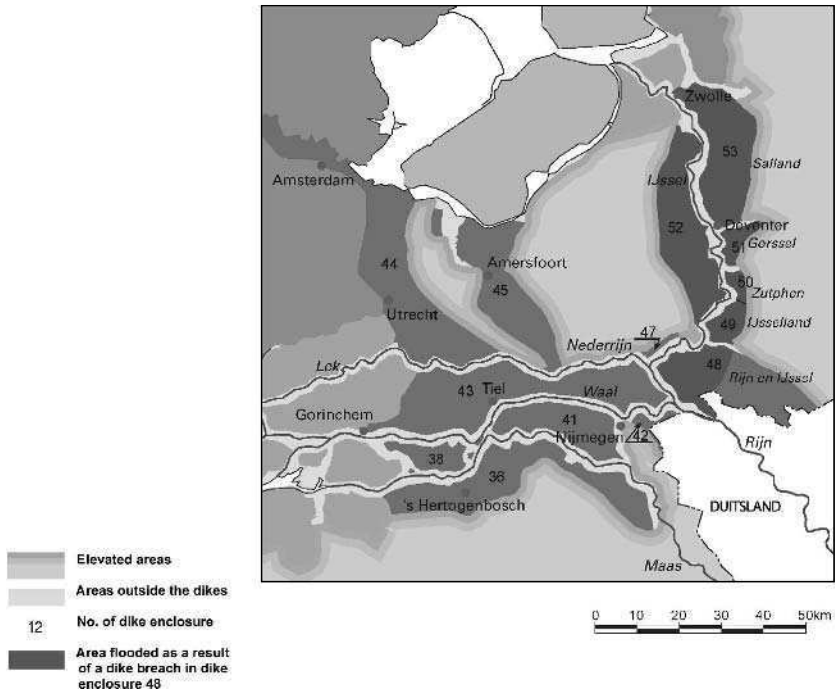 Zwolle
53
Salland
IJssel
Amsterdam
52
Deventer
51
Gorssel
44
Amersfoort
45
50
Zutphen
Utrecht
49
IJsselland
47
Nederrijn
48
Lek
Rijn en IJssel
43
Tiel
Waal
Gorinchem
41
Nijmegen
42
Rijn
38
36
's Hertogenbosch
DUITSLAND
Maas
Elevated areas
Areas outside the dikes
12
No. of dike enclosure
Area flooded as a result
of a dike breach in dike
enclosure 48
0 10 20 30 40 50km